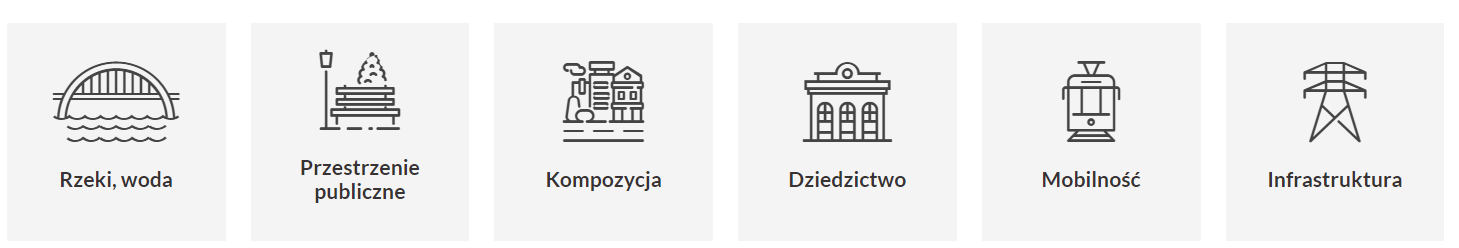 Rzeki, woda
Przestrzenie
publiczne
Kompozycja
Dziedzictwo
Mobilność
Infrastruktura